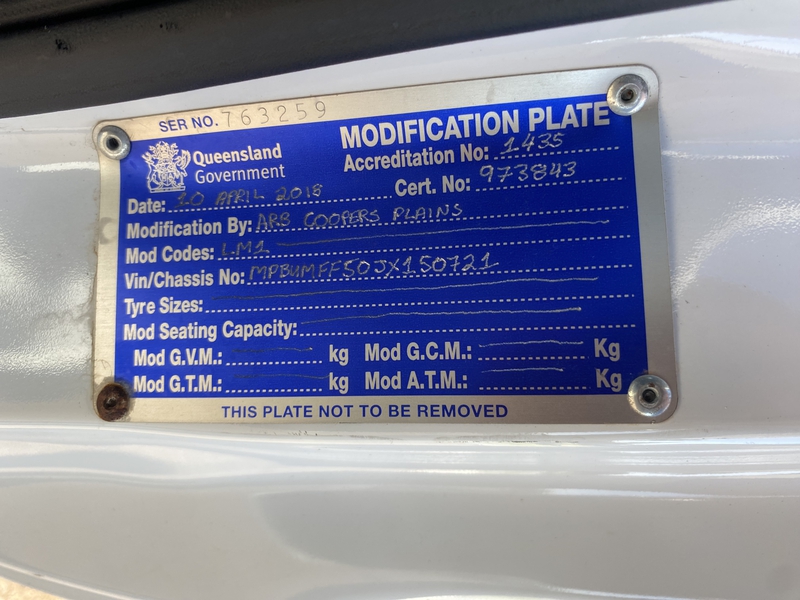 SER NO. 763259
MODIFICATION PLATE
Queensland
Government
Accreditation No: 1435
Date: 10 APRIL 2018
Cert. No: 973843
Modification By: ARB COOPERS PLAINS
Mod Codes: LM1
Vin/Chassis No: MPBUMFF50JX150721
Tyre Sizes:
Mod Seating Capacity:
Mod G.V.M.: kg Mod G.C.M.: Kg
Mod G.T.M.: kg Mod A.T.M.: Kg
THIS PLATE NOT TO BE REMOVED